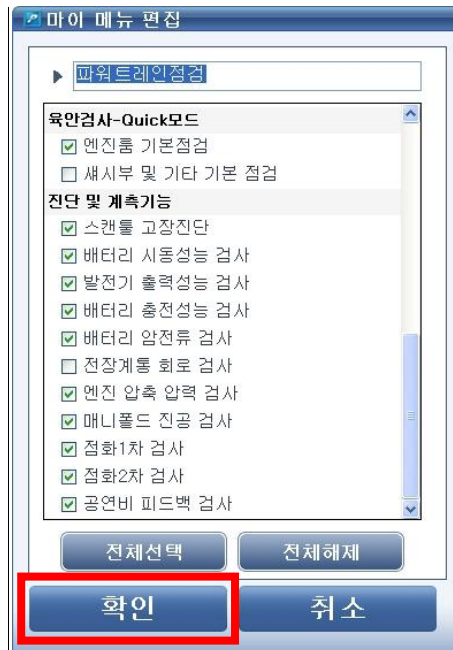 마이 메뉴 편집
파워트레인점검
육안검사-Quick모드
엔진룸 기본점검
섀시부 및 기타 기본 점검
진단 및 계측기능
스캔툴 고장진단
배터리 시동성능 검사
발전기 출력성능 검사
배터리 충전성능 검사
배터리 암전류 검사
전장계통 회로 검사
엔진 압축 압력 검사
매니폴드 진공 검사
점화1차 검사
점화2차 검사
공연비 피드백 검사
전체선택 전체해제
확인 취소